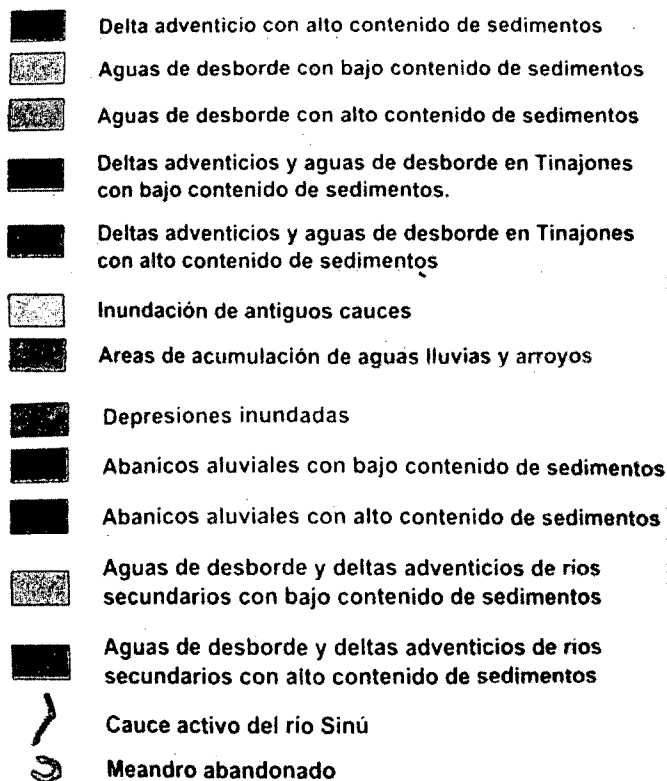 Delta adventicio con alto contenido de sedimentos
Aguas de desborde con bajo contenido de sedimentos
Aguas de desborde con alto contenido de sedimentos
Deltas adventicios y aguas de desborde en Tinajones
con bajo contenido de sedimentos.
Deltas adventicios y aguas de desborde en Tinajones
con alto contenido de sedimentos
Inundación de antiguos cauces
Areas de acumulación de aguas lluvias y arroyos
Depresiones inundadas
Abanicos aluviales con bajo contenido de sedimentos
Abanicos aluviales con alto contenido de sedimentos
Aguas de desborde y deltas adventicios de ríos
secundarios con bajo contenido de sedimentos
Aguas de desborde y deltas adventicios de ríos
secundarios con alto contenido de sedimentos
Cauce activo del río Sinú
Meandro abandonado